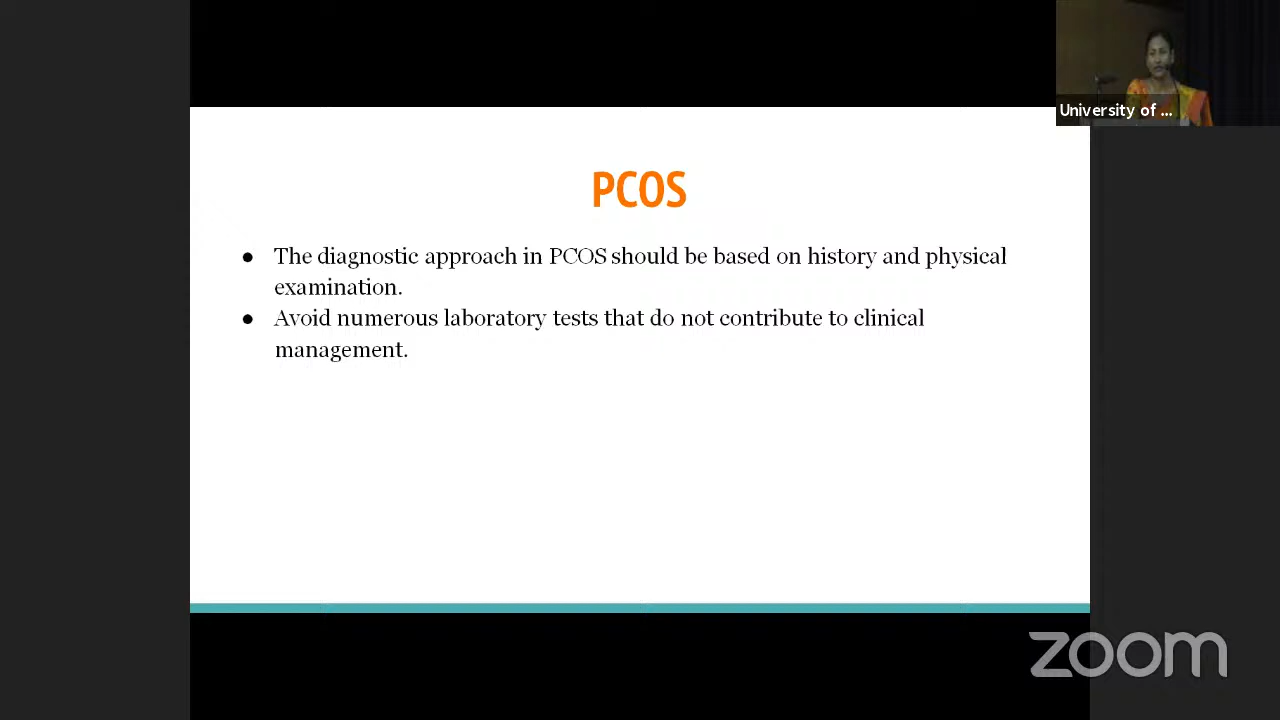 University of ...
PCOS
● The diagnostic approach in PCOS should be based on history and physical
examination.
● Avoid numerous laboratory tests that do not contribute to clinical
management.
zoom